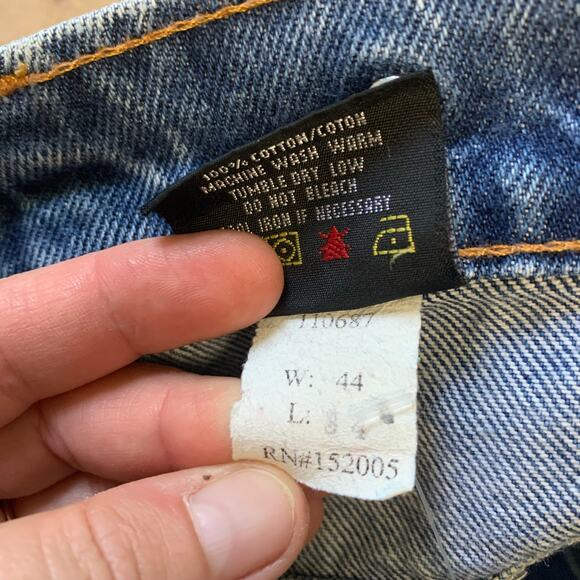 100% COTTON/COTON
MACHINE WASH WARM
TUMBLE DRY LOW
DO NOT BLEACH
IRON IF NECESSARY
110687
W: 44
L:
RN#152005